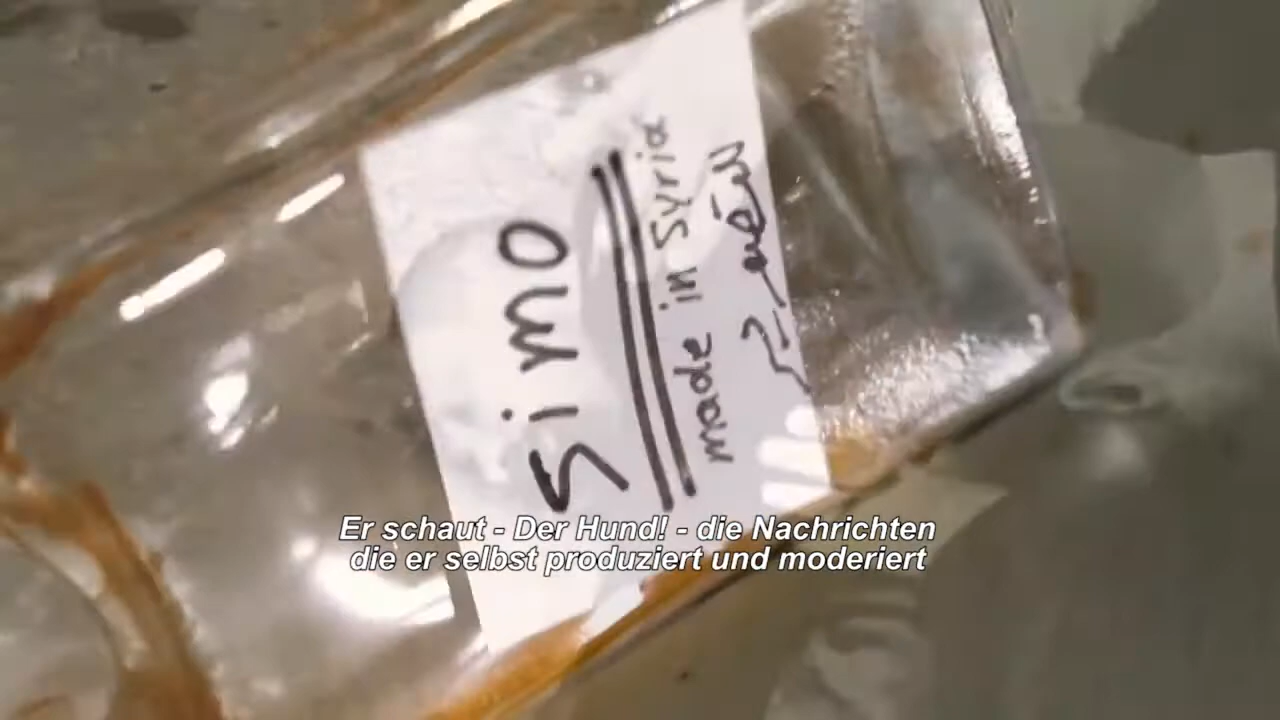 Simo
made in Syria
Er schaut - Der Hund! - die Nachrichten
die er selbst produziert und moderiert